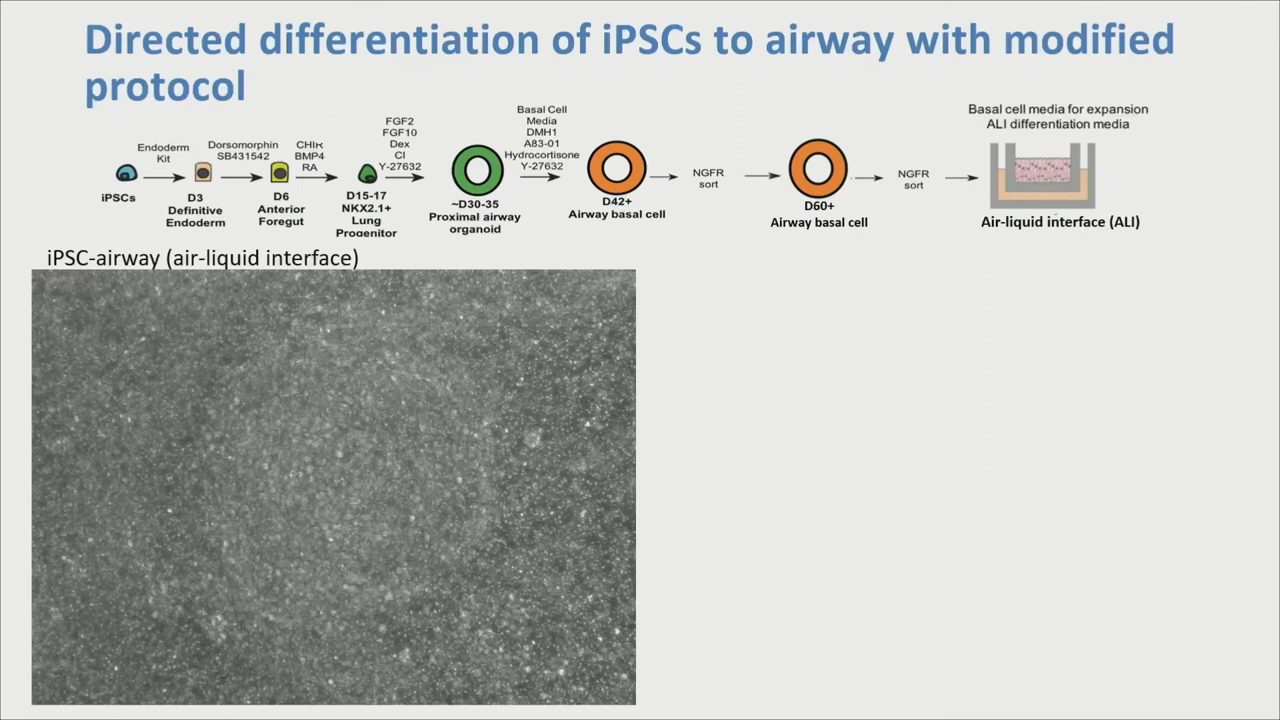 Directed differentiation of iPSCs to airway with modified
protocol
Endoderm
Kit
Dorsomorphin
SB431542
CHIR
BMP4
RA
FGF2
FGF10
Dex
CI
Y-27632
Basal Cell
Media
DMH1
A83-01
Hydrocortisone
Y-27632
NGFR
sort
NGFR
sort
Basal cell media for expansion
ALI differentiation media
iPSCs
D3
Definitive
Endoderm
D6
Anterior
Foregut
D15-17
NKX2.1+
Lung
Progenitor
~D30-35
Proximal airway
organoid
D42+
Airway basal cell
D60+
Airway basal cell
Air-liquid interface (ALI)
iPSC-airway (air-liquid interface)